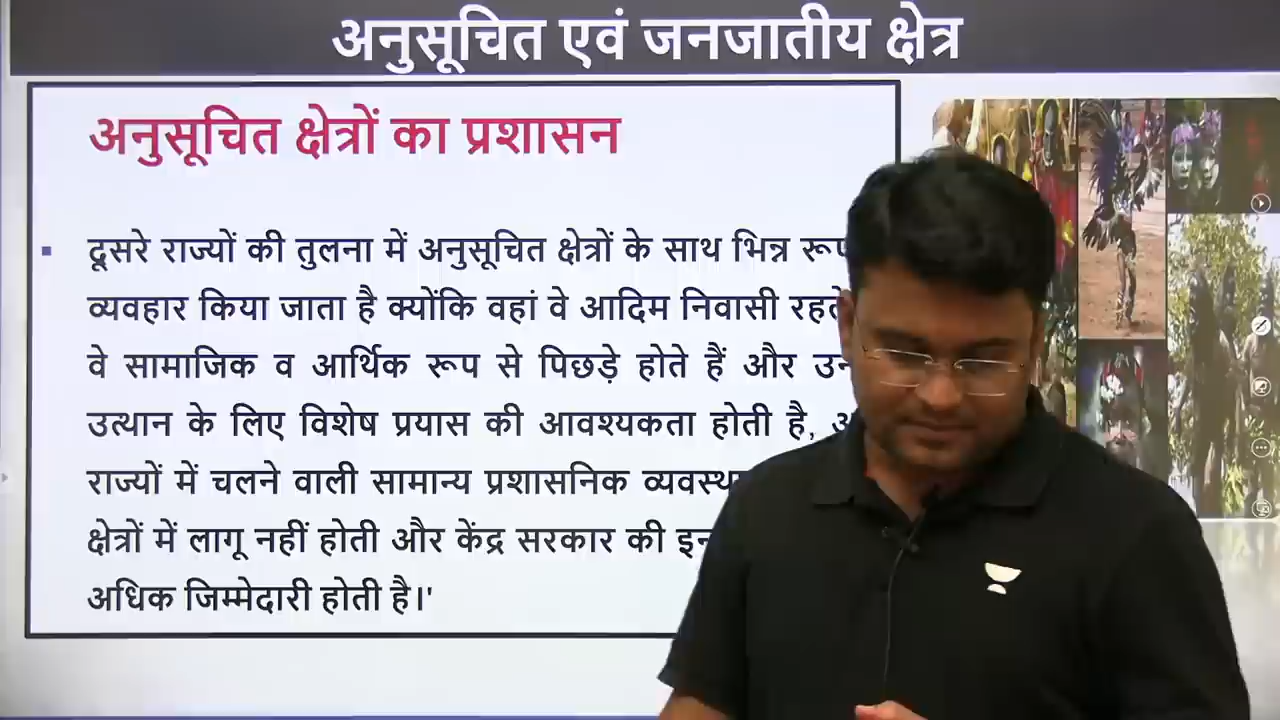 अनुसूचित एवं जनजातीय क्षेत्र
अनुसूचित क्षेत्रों का प्रशासन
दूसरे राज्यों की तुलना में अनुसूचित क्षेत्रों के साथ भिन्न
व्यवहार किया जाता है क्योंकि वहां वे आदिम निवासी रहते
वे सामाजिक व आर्थिक रूप से पिछड़े होते हैं और
उत्थान के लिए विशेष प्रयास की आवश्यकता होती है,
राज्यों में चलने वाली सामान्य प्रशासनिक
क्षेत्रों में लागू नहीं होती और केंद्र सरकार की
अधिक जिम्मेदारी होती है।'